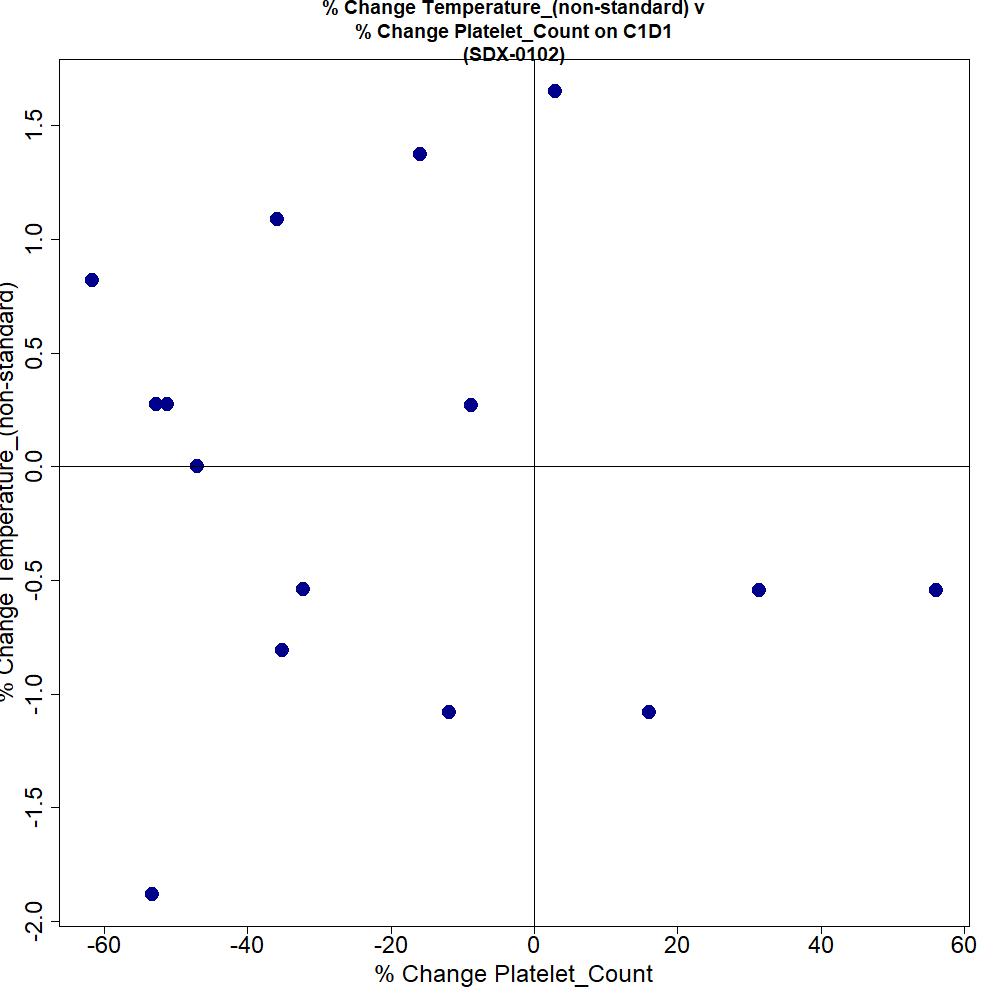 % Change Temperature_(non-standard) v
% Change Platelet_Count on C1D1
(SDX-0102)
% Change Temperature_(non-standard)
1.5
1.0
0.5
0.0
-0.5
-1.0
-1.5
-2.0
-60 -40 -20 0 20 40 60
% Change Platelet_Count